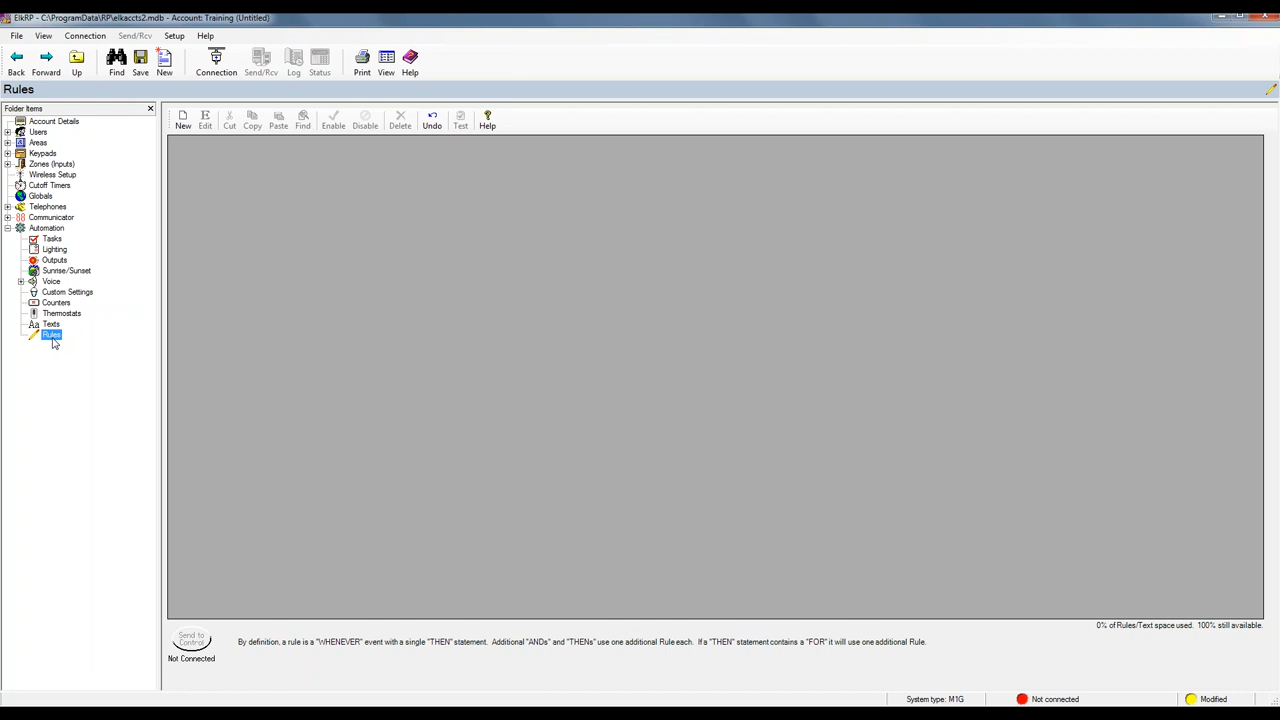 ElkRP - C:\ProgramData\RP\elkaccts2.mdb - Account: Training (Untitled)
File View Connection Send/Rcv Setup Help
Back Forward Up Find Save New Connection Send/Rcv Log Status Print View Help
Rules
Folder Items
New Edit Cut Copy Paste Find Enable Disable Delete Undo Test Help
Account Details
Users
Areas
Keypads
Zones (Inputs)
Wireless Setup
Cutoff Timers
Globals
Telephones
Communicator
Automation
Tasks
Lighting
Outputs
Sunrise/Sunset
Voice
Custom Settings
Counters
Thermostats
Aa Texts
Rules
0% of Rules/Text space used. 100% still available.
Send to
Control
Not Connected
By definition, a rule is a "WHENEVER" event with a single "THEN" statement. Additional "ANDs" and "THENs" use one additional Rule each. If a "THEN" statement contains a "FOR" it will use one additional Rule.
System type: M1G Not connected Modified